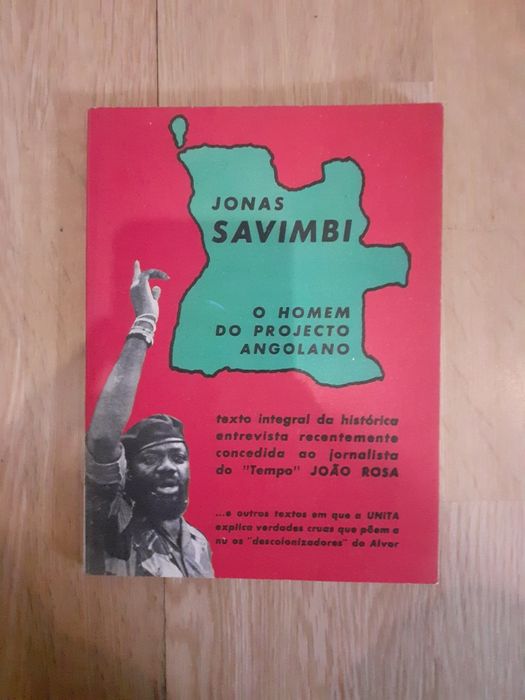 JONAS
SAVIMBI
O HOMEM
DO PROJECTO
ANGOLANO
texto integral da histórica
entrevista recentemente
concedida ao jornalista
do "Tempo" JOÃO ROSA
...e outros textos em que a UNITA
explica verdades cruas que põem a
nu os "descolonizadores" do Alvor